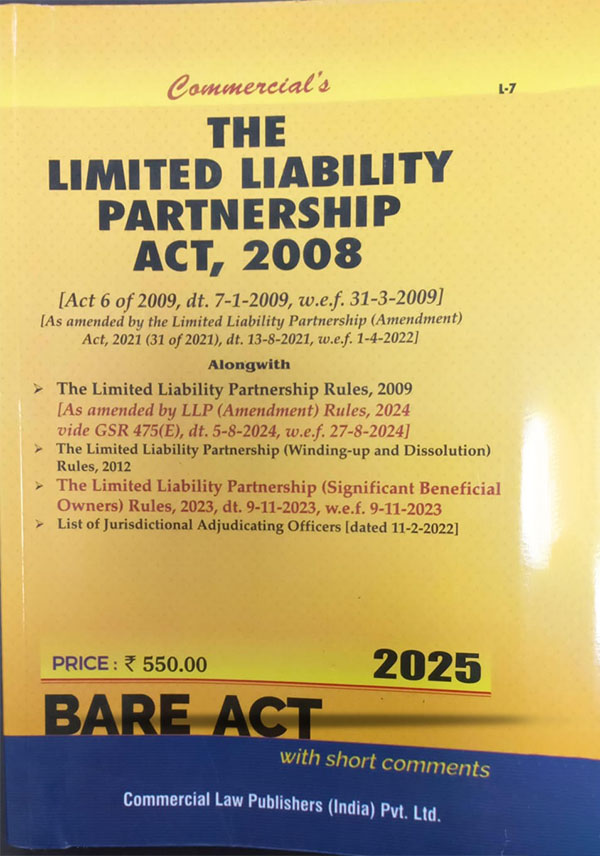 Commercial's
L-7
THE
LIMITED LIABILITY
PARTNERSHIP
ACT, 2008
[Act 6 of 2009, dt. 7-1-2009, w.e.f. 31-3-2009]
[As amended by the Limited Liability Partnership (Amendment)
Act, 2021 (31 of 2021), dt. 13-8-2021, w.e.f. 1-4-2022]
Alongwith
➢ The Limited Liability Partnership Rules, 2009
[As amended by LLP (Amendment) Rules, 2024
vide GSR 475(E), dt. 5-8-2024, w.e.f. 27-8-2024]
➢ The Limited Liability Partnership (Winding-up and Dissolution)
Rules, 2012
➢ The Limited Liability Partnership (Significant Beneficial
Owners) Rules, 2023, dt. 9-11-2023, w.e.f. 9-11-2023
➢ List of Jurisdictional Adjudicating Officers [dated 11-2-2022]
PRICE : ₹ 550.00
2025
BARE ACT
with short comments
Commercial Law Publishers (India) Pvt. Ltd.